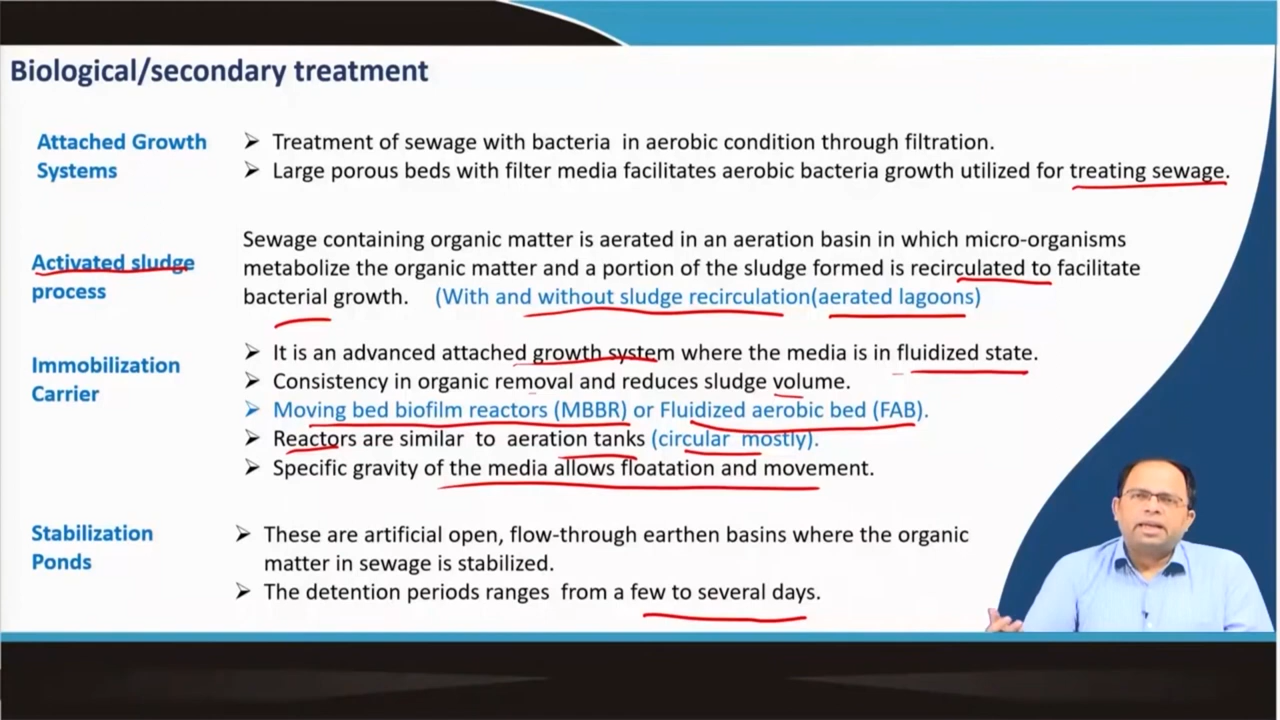 Biological/secondary treatment
Attached Growth
Systems
➢ Treatment of sewage with bacteria in aerobic condition through filtration.
➢ Large porous beds with filter media facilitates aerobic bacteria growth utilized for treating sewage.
Activated sludge
process
Sewage containing organic matter is aerated in an aeration basin in which micro-organisms
metabolize the organic matter and a portion of the sludge formed is recirculated to facilitate
bacterial growth. (With and without sludge recirculation(aerated lagoons)
Immobilization
Carrier
➢ It is an advanced attached growth system where the media is in fluidized state.
➢ Consistency in organic removal and reduces sludge volume.
➢ Moving bed biofilm reactors (MBBR) or Fluidized aerobic bed (FAB).
➢ Reactors are similar to aeration tanks (circular mostly).
➢ Specific gravity of the media allows floatation and movement.
Stabilization
Ponds
➢ These are artificial open, flow-through earthen basins where the organic
matter in sewage is stabilized.
➢ The detention periods ranges from a few to several days.